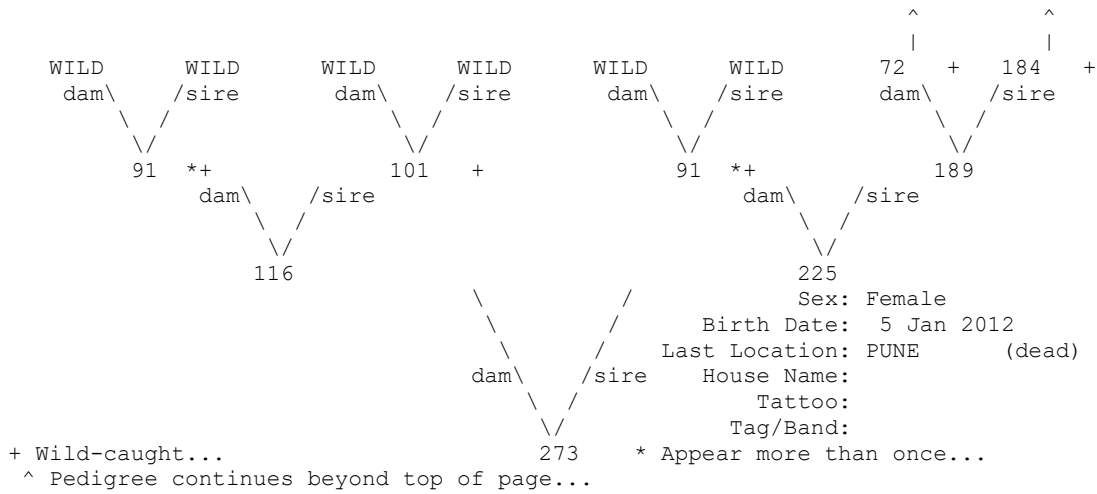 ^ ^
| |
WILD WILD WILD WILD WILD WILD 72 + 184 +
dam\ /sire dam\ /sire dam\ /sire dam\ /sire
\ / \ / \ / \ /
\/ \/ \/ \/
91 *+ 101 + 91 *+ 189
dam\ /sire dam\ /sire
\ / \ /
\/ \/
116 225
\ / Sex: Female
\ / Birth Date: 5 Jan 2012
\ / Last Location: PUNE (dead)
dam\ /sire House Name:
\ / Tattoo:
\/ Tag/Band:
+ Wild-caught... 273 * Appear more than once...
^ Pedigree continues beyond top of page...